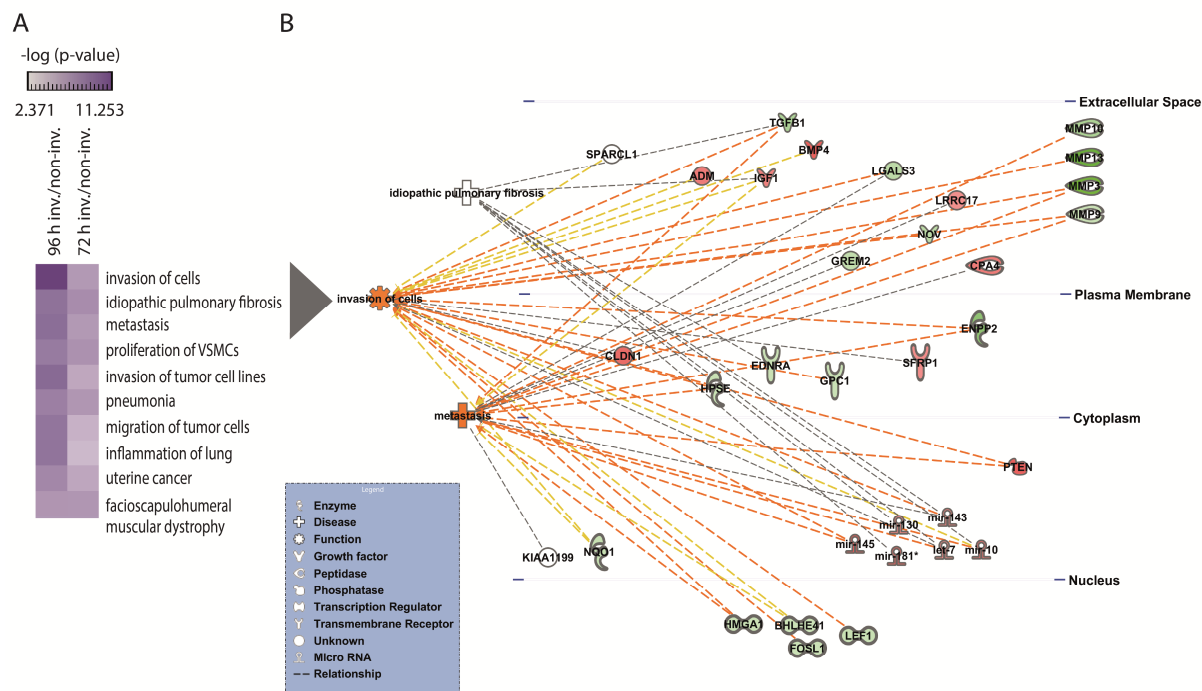 A
B
-log (p-value)
2.371 11.253
96 h inv./non-inv.
72 h inv./non-inv.
invasion of cells
idiopathic pulmonary fibrosis
metastasis
proliferation of VSMCs
invasion of tumor cell lines
pneumonia
migration of tumor cells
inflammation of lung
uterine cancer
facioscapulohumeral
muscular dystrophy
Extracellular Space
TGFB1
MMP10
SPARCL1
BMP4
MMP13
ADM
IGF1
LGALS3
MMP3
idiopathic pulmonary fibrosis
LRRC17
MMP9
NOV
GREM2
CPA4
Plasma Membrane
invasion of cells
ENPP2
CLDN1
EDNRA
SFRP1
GPC1
HPSE
metastasis
Cytoplasm
PTEN
mir-143
mir-130
mir-145
let-7
mir-10
mir-181*
KIAA1199
NQO1
Nucleus
HMGA1
BHLHE41
LEF1
FOSL1
Legend
Enzyme
Disease
Function
Growth factor
Peptidase
Phosphatase
Transcription Regulator
Transmembrane Receptor
Unknown
Micro RNA
Relationship